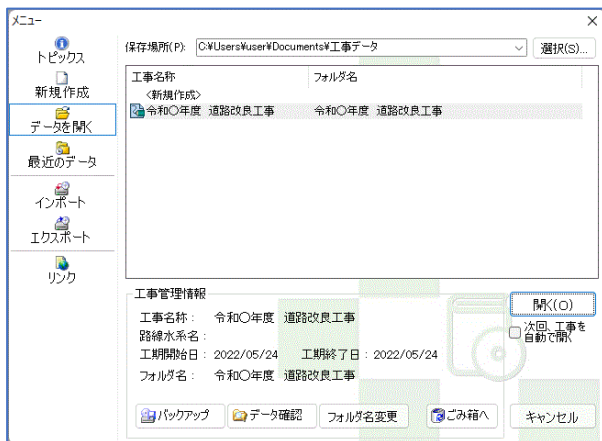 メニュー
トピックス
新規作成
データを開く
最近のデータ
インポート
エクスポート
リンク
保存場所(P): C:¥Users¥user¥Documents¥工事データ 選択(S)...
工事名称 フォルダ名
<新規作成>
令和〇年度 道路改良工事 令和〇年度 道路改良工事
工事管理情報
工事名称： 令和〇年度 道路改良工事
路線水系名：
工期開始日： 2022/05/24 工期終了日： 2022/05/24
フォルダ名： 令和〇年度 道路改良工事
バックアップ データ確認 フォルダ名変更 ごみ箱へ
開く(O)
次回、工事を
自動で開く
キャンセル